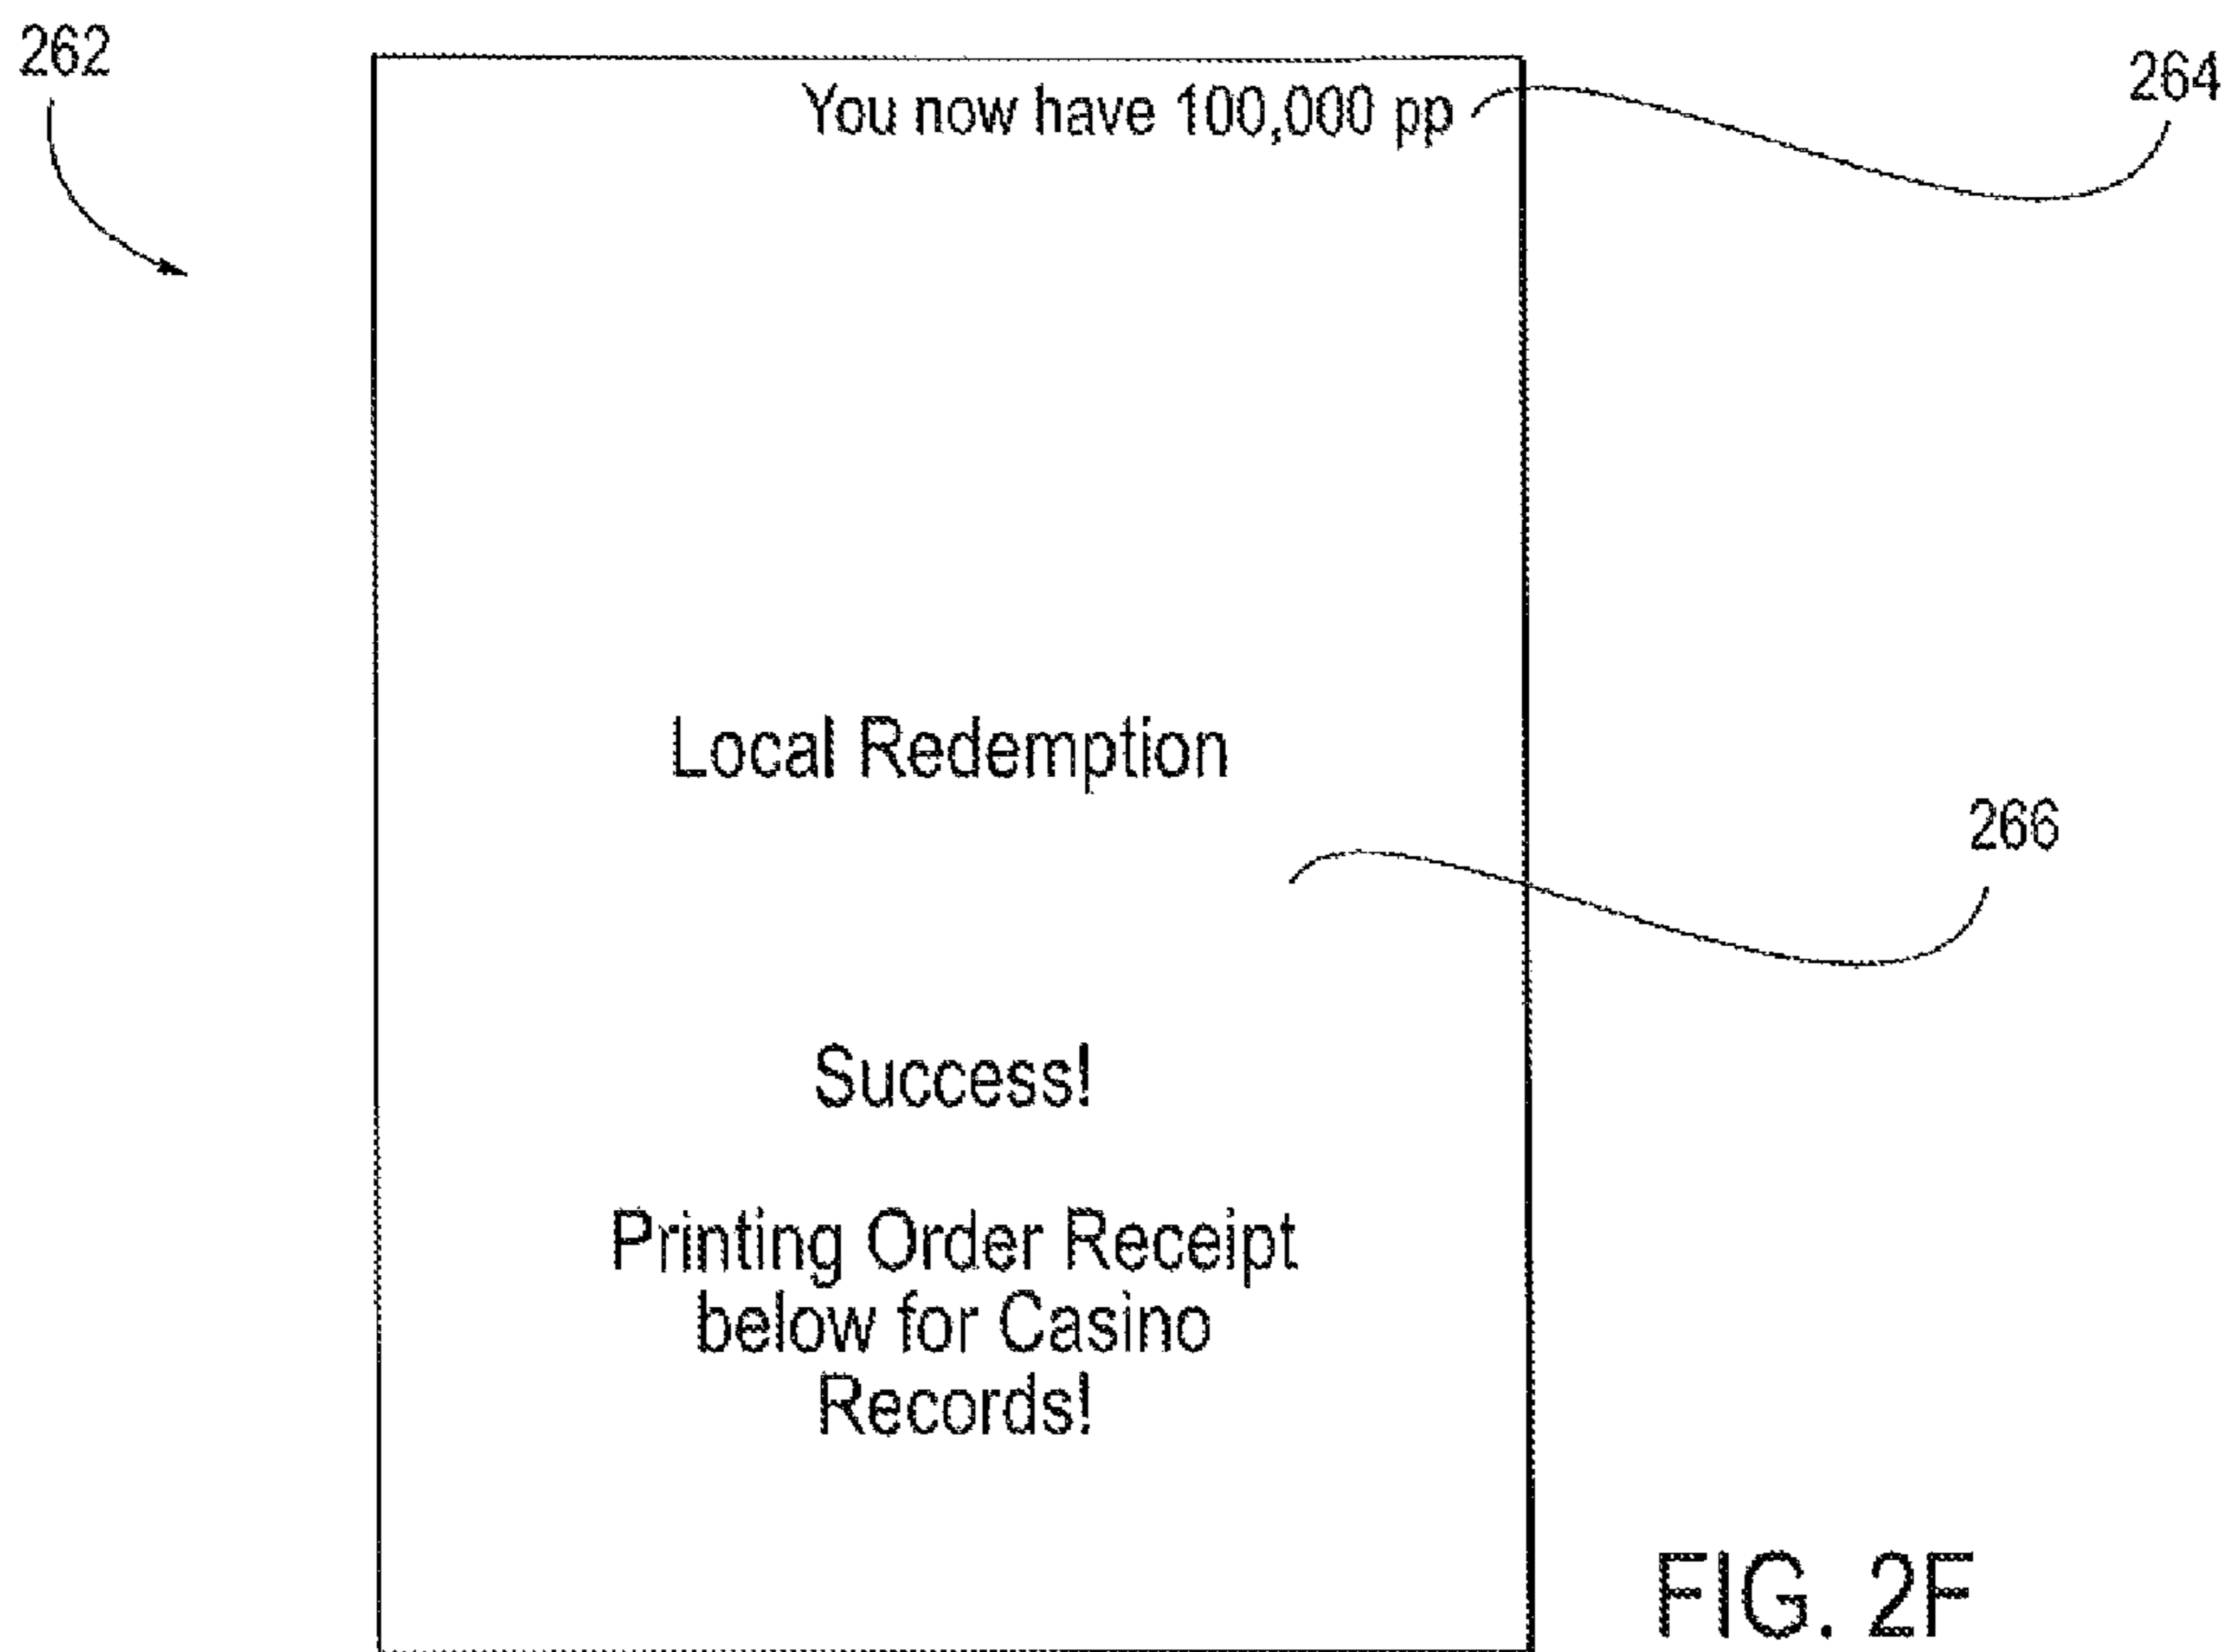 262
264
You now have 100,000 pp
Local Redemption
266
Success!
Printing Order Receipt
below for Casino
Records!
FIG. 2F